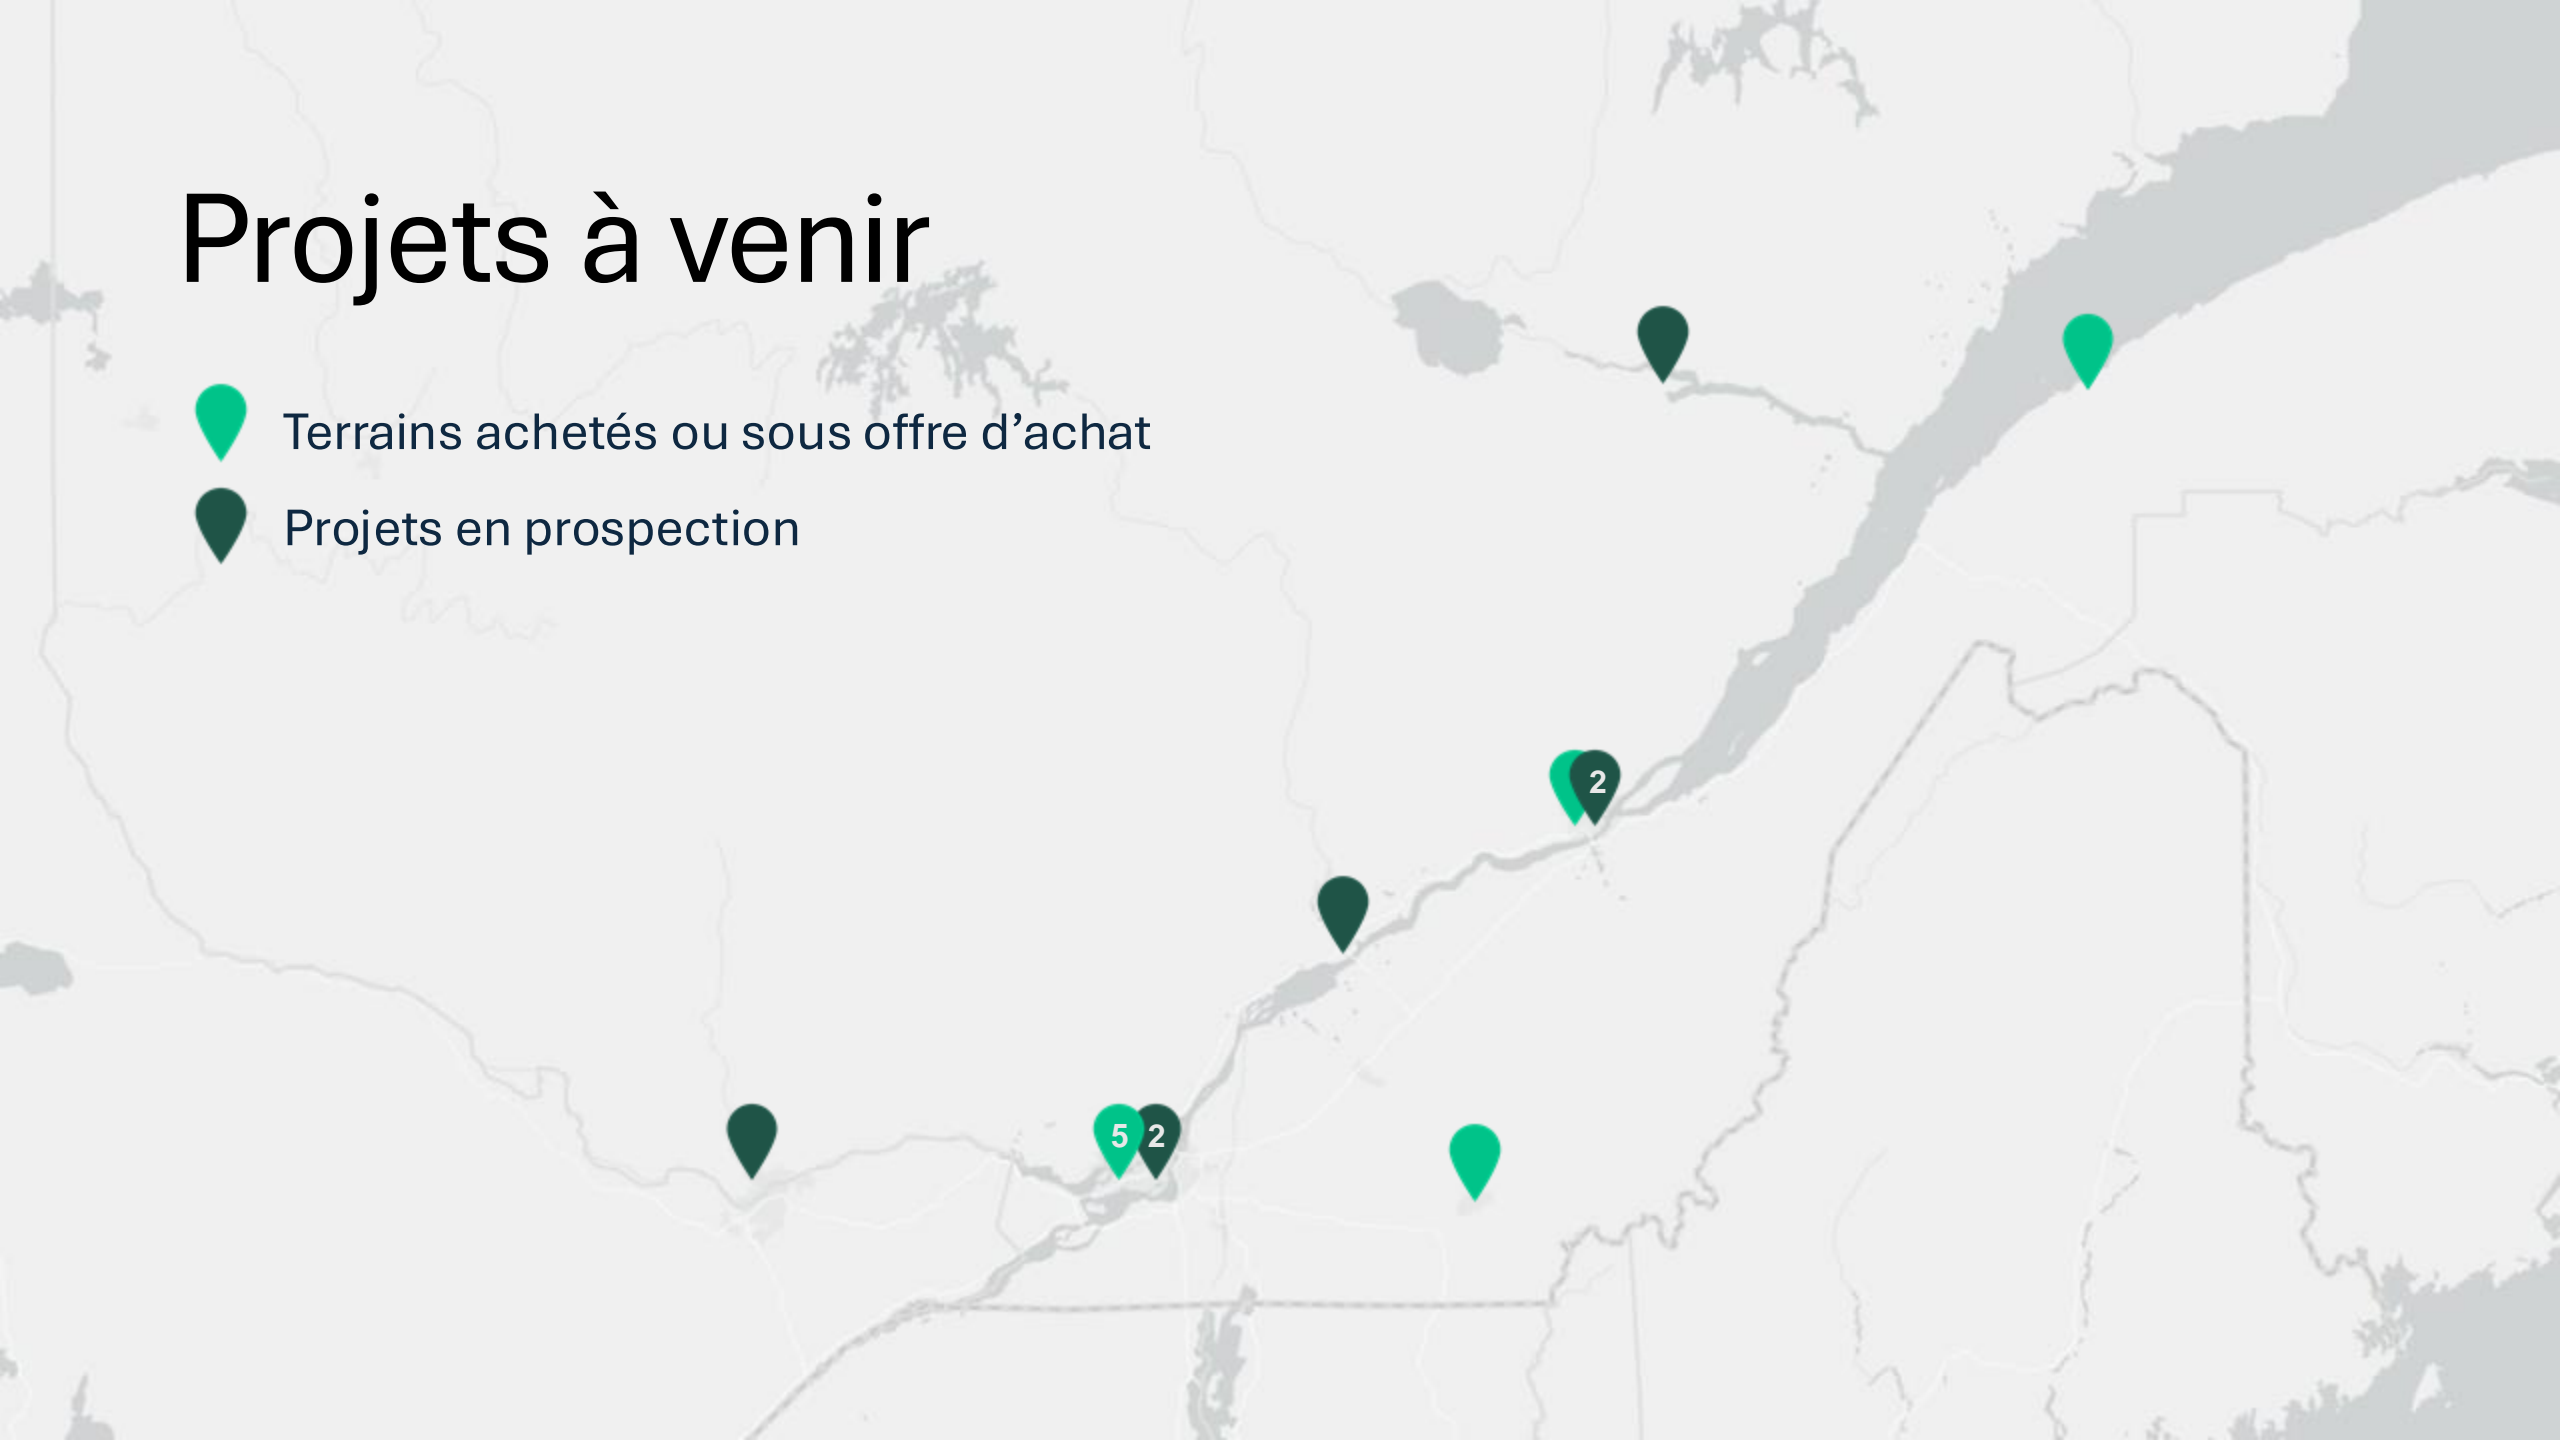 Projets à venir
Terrains achetés ou sous offre d’achat
Projets en prospection
2
5 2